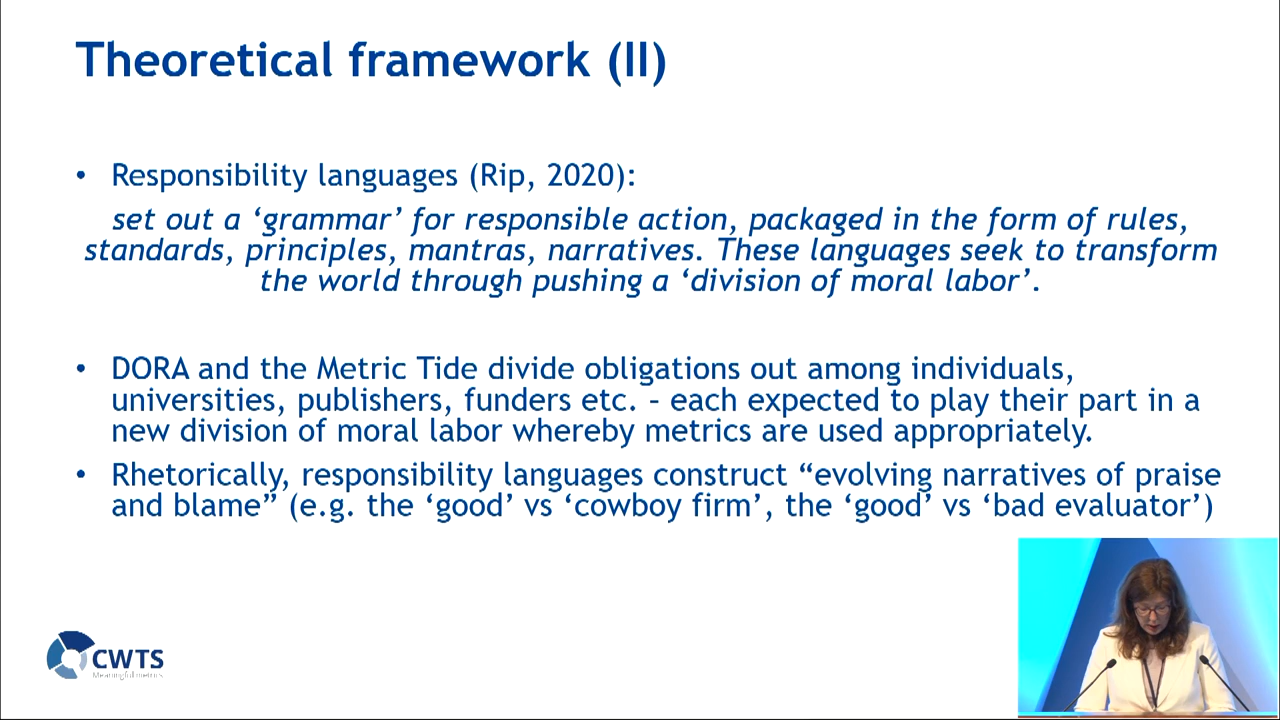 Theoretical framework (II)
• Responsibility languages (Rip, 2020):
set out a ‘grammar’ for responsible action, packaged in the form of rules,
standards, principles, mantras, narratives. These languages seek to transform
the world through pushing a ‘division of moral labor’.
• DORA and the Metric Tide divide obligations out among individuals,
universities, publishers, funders etc. – each expected to play their part in a
new division of moral labor whereby metrics are used appropriately.
• Rhetorically, responsibility languages construct “evolving narratives of praise
and blame” (e.g. the ‘good’ vs ‘cowboy firm’, the ‘good’ vs ‘bad evaluator’)
CWTS
Meaningful metrics